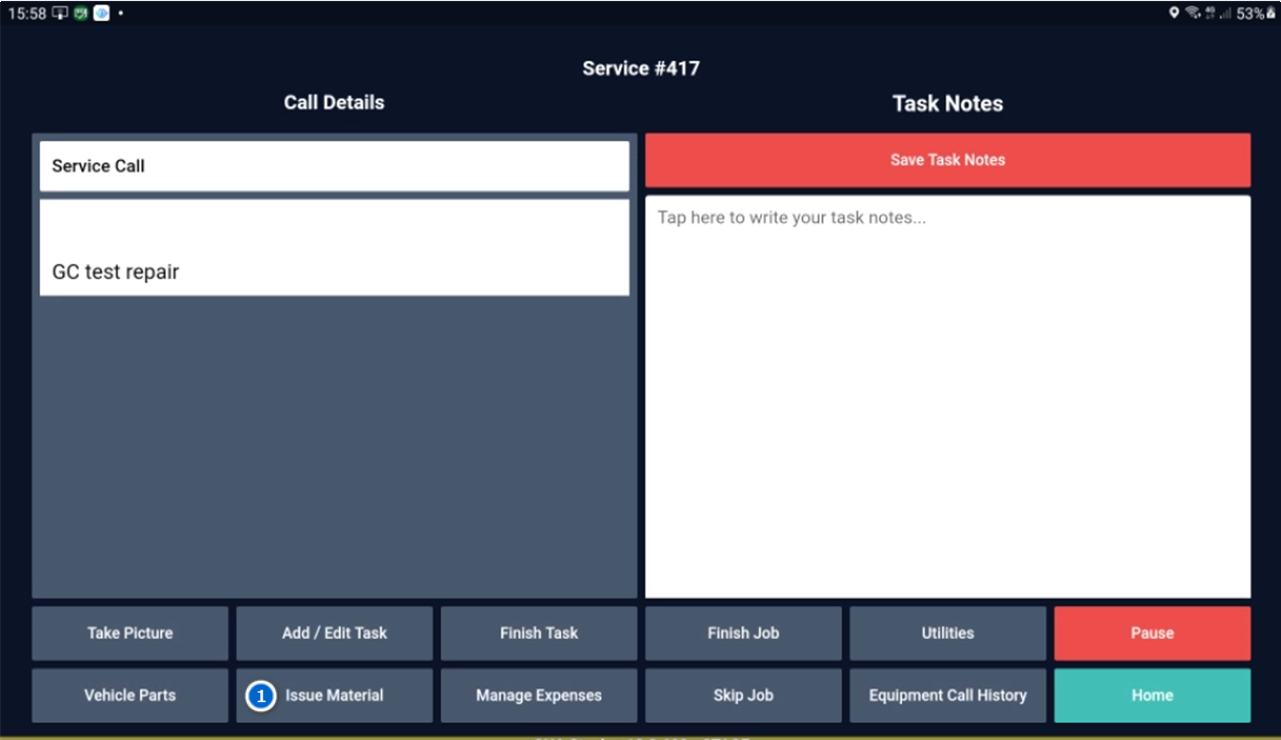 15:58
53%
Service #417
Call Details
Task Notes
Service Call
GC test repair
Save Task Notes
Tap here to write your task notes...
Take Picture
Add / Edit Task
Finish Task
Finish Job
Utilities
Pause
Vehicle Parts
1
Issue Material
Manage Expenses
Skip Job
Equipment Call History
Home